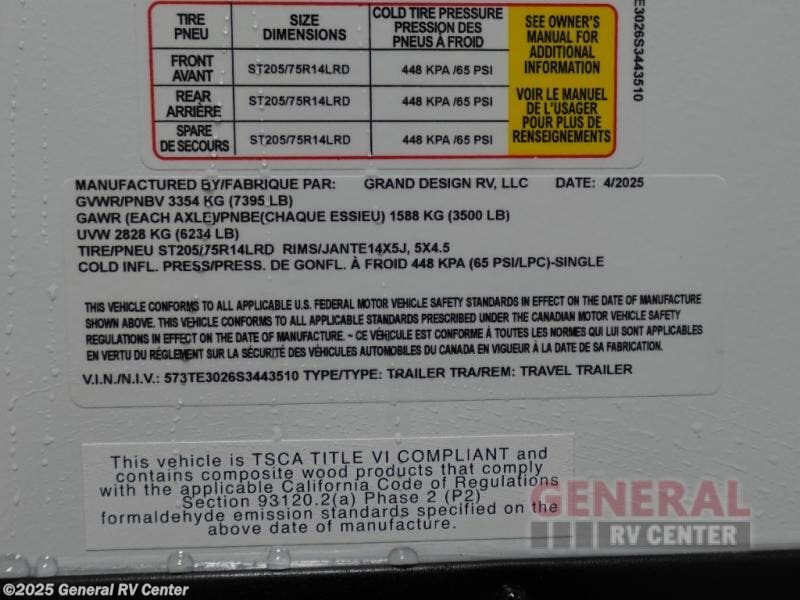 TIRE SIZE COLD TIRE PRESSURE
PNEU DIMENSIONS PRESSION DES
PNEUS À FROID
FRONT
AVANT ST205/75R14LRD 448 KPA /65 PSI
REAR
ARRIÈRE ST205/75R14LRD 448 KPA /65 PSI
SPARE
DE SECOURS ST205/75R14LRD 448 KPA /65 PSI
SEE OWNER'S
MANUAL FOR
ADDITIONAL
INFORMATION
VOIR LE MANUEL
DE L'USAGER
POUR PLUS DE
RENSEIGNEMENTS
E3026S3443510
MANUFACTURED BY/FABRIQUE PAR: GRAND DESIGN RV, LLC DATE: 4/2025
GVWR/PNBV 3354 KG (7395 LB)
GAWR (EACH AXLE)/PNBE(CHAQUE ESSIEU) 1588 KG (3500 LB)
UVW 2828 KG (6234 LB)
TIRE/PNEU ST205/75R14LRD RIMS/JANTE14X5J, 5X4.5
COLD INFL. PRESS/PRESS. DE GONFL. À FROID 448 KPA (65 PSI/LPC)-SINGLE
THIS VEHICLE CONFORMS TO ALL APPLICABLE U.S. FEDERAL MOTOR VEHICLE SAFETY STANDARDS IN EFFECT ON THE DATE OF MANUFACTURE
SHOWN ABOVE. THIS VEHICLE CONFORMS TO ALL APPLICABLE STANDARDS PRESCRIBED UNDER THE CANADIAN MOTOR VEHICLE SAFETY
REGULATIONS IN EFFECT ON THE DATE OF MANUFACTURE. ~ CE VÉHICULE EST CONFORME À TOUTES LES NORMES QUI LUI SONT APPLICABLES
EN VERTU DU RÉGLEMENT SUR LA SÉCURITÉ DES VÉHICULES AUTOMOBILES DU CANADA EN VIGUEUR À LA DATE DE SA FABRICATION.
V.I.N./N.I.V.: 573TE3026S3443510 TYPE/TYPE: TRAILER TRA/REM: TRAVEL TRAILER
This vehicle is TSCA TITLE VI COMPLIANT and
contains composite wood products that comply
with the applicable California Code of Regulations
Section 93120.2(a) Phase 2 (P2)
formaldehyde emission standards specified on the
above date of manufacture.
GENERAL
RV CENTER
©2025 General RV Center